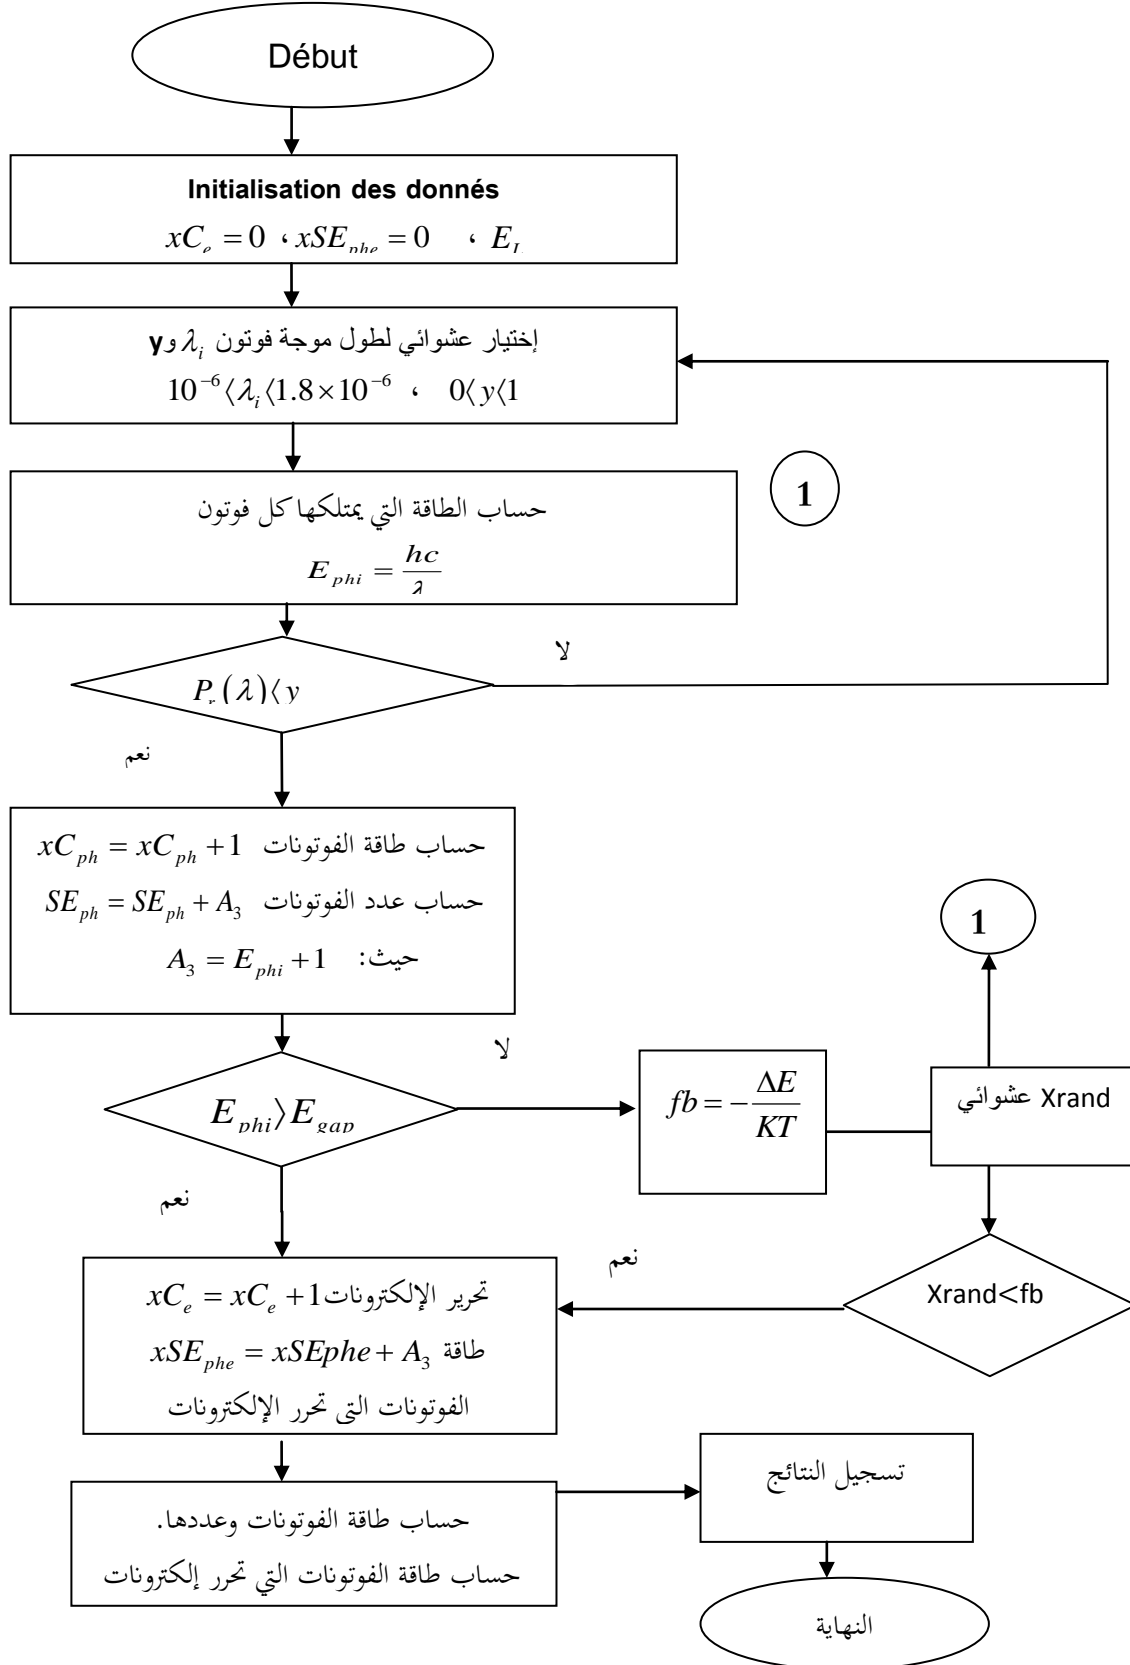 Début
Initialisation des donnés
xC_e = 0 ، xSE_phe = 0 ، E_L
إختيار عشوائي لطول موجة فوتون λ_i و y
10^-6 ⟨ λ_i ⟨ 1.8 × 10^-6 ، 0 ⟨ y ⟨ 1
حساب الطاقة التي يمتلكها كل فوتون
E_phi = hc / λ
1
لا
P_r (λ) ⟨ y
نعم
حساب طاقة الفوتونات xC_ph = xC_ph + 1
حساب عدد الفوتونات SE_ph = SE_ph + A_3
حيث: A_3 = E_phi + 1
1
لا
E_phi ⟩ E_gap
fb = - ΔE / KT
Xrand عشوائي
نعم
نعم
Xrand<fb
تحرير الإلكترونات xC_e = xC_e + 1
طاقة xSE_phe = xSEphe + A_3
الفوتونات التي تحرر الإلكترونات
تسجيل النتائج
حساب طاقة الفوتونات وعددها.
حساب طاقة الفوتونات التي تحرر إلكترونات
النهاية